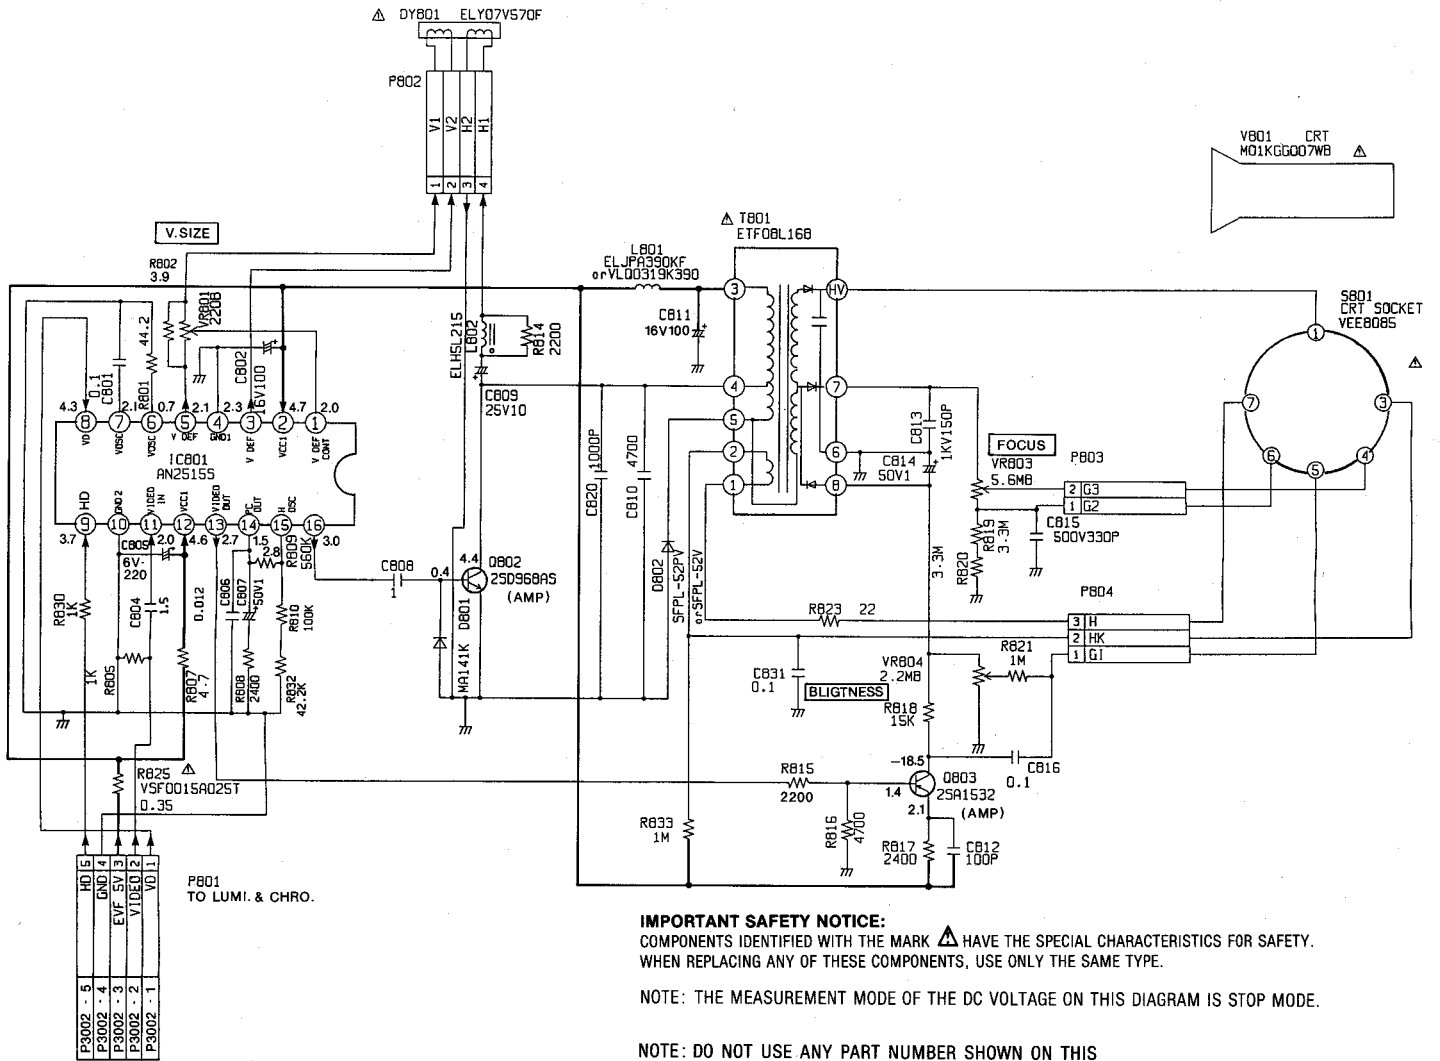 DY801 ELY07V570F
P802
V1
V2
H2
H1
1
2
3
4
V801 CRT
M01KGG007WB
V.SIZE
R802
3.9
VR801
220B
T801
ETF08L168
L801
ELJPA390KF
orVLQ0319K390
C811
16V100
3
HV
4
7
5
2
6
1
8
S801
CRT SOCKET
VEE8085
1
7
3
6
5
4
ELHSL215
L802
R814
2200
C809
25V10
44.2
R801
0.1
C801
C802
16V100
4.3
2.1
0.7
2.1
2.3
4.7
2.0
8
7
6
5
4
3
2
1
VD
VOSC
VOSC
V DEF
GND1
V DEF
VCC1
V DEF CONT
IC801
AN2515S
HD
GND2
VIDEO IN
VCC1
VIDEO OUT
PC OUT
H OSC
9
10
11
12
13
14
15
16
3.7
2.0
4.6
2.7
1.5
2.8
3.0
C809
6V-
220
R809
560K
R830
1K
C804
1.5
0.012
C806
C807
50V1
R810
100K
1K
R805
R807
4.7
R808
2400
R832
42.2K
C808
1
0.4
4.4
Q802
2SD968AS
(AMP)
MA141K D801
C820 1000P
C810 4700
D802
SFPL-52PV
orSFPL-52V
C813
1KV150P
C814
50V1
FOCUS
VR803
5.6MB
P803
2 G3
1 G2
R819
3.3M
C815
500V330P
3.3M
R820
P804
3 H
2 HK
1 G1
R823 22
R821
1M
VR804
2.2MB
C831
0.1
BLIGTNESS
R818
15K
-18.5
C816
0.1
Q803
2SA1532
(AMP)
1.4
2.1
R815
2200
R816
4700
R833
1M
R817
2400
C812
100P
R825
VSF0015A025T
0.35
HD 5
GND 4
EVF 5V 3
VIDEO 2
VD 1
P801
TO LUMI. & CHRO.
P3002 - 5
P3002 - 4
P3002 - 3
P3002 - 2
P3002 - 1
IMPORTANT SAFETY NOTICE:
COMPONENTS IDENTIFIED WITH THE MARK ⚠ HAVE THE SPECIAL CHARACTERISTICS FOR SAFETY.
WHEN REPLACING ANY OF THESE COMPONENTS, USE ONLY THE SAME TYPE.
NOTE: THE MEASUREMENT MODE OF THE DC VOLTAGE ON THIS DIAGRAM IS STOP MODE.
NOTE: DO NOT USE ANY PART NUMBER SHOWN ON THIS